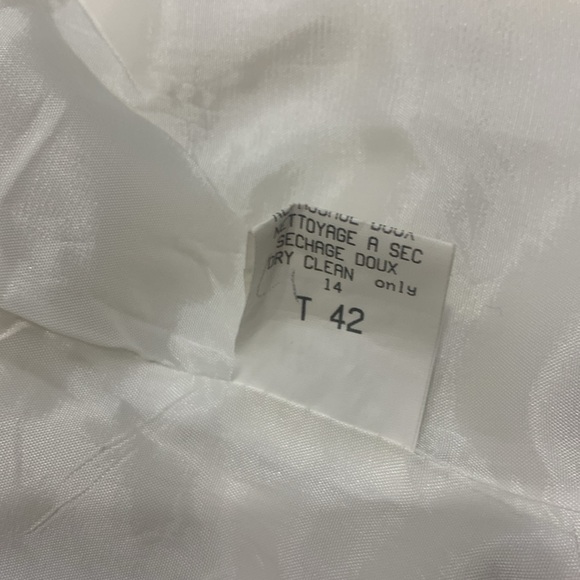 DOUX
NETTOYAGE A SEC
SECHAGE DOUX
DRY CLEAN only
14
T 42